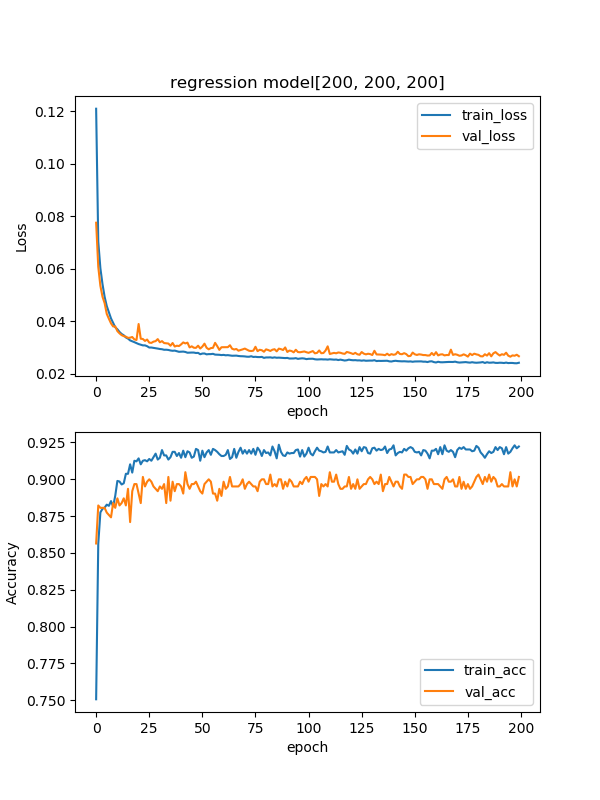 regression model[200, 200, 200]
0.12
0.10
0.08
0.06
0.04
0.02
Loss
train_loss
val_loss
0 25 50 75 100 125 150 175 200
epoch
0.925
0.900
0.875
0.850
0.825
0.800
0.775
0.750
Accuracy
train_acc
val_acc
0 25 50 75 100 125 150 175 200
epoch